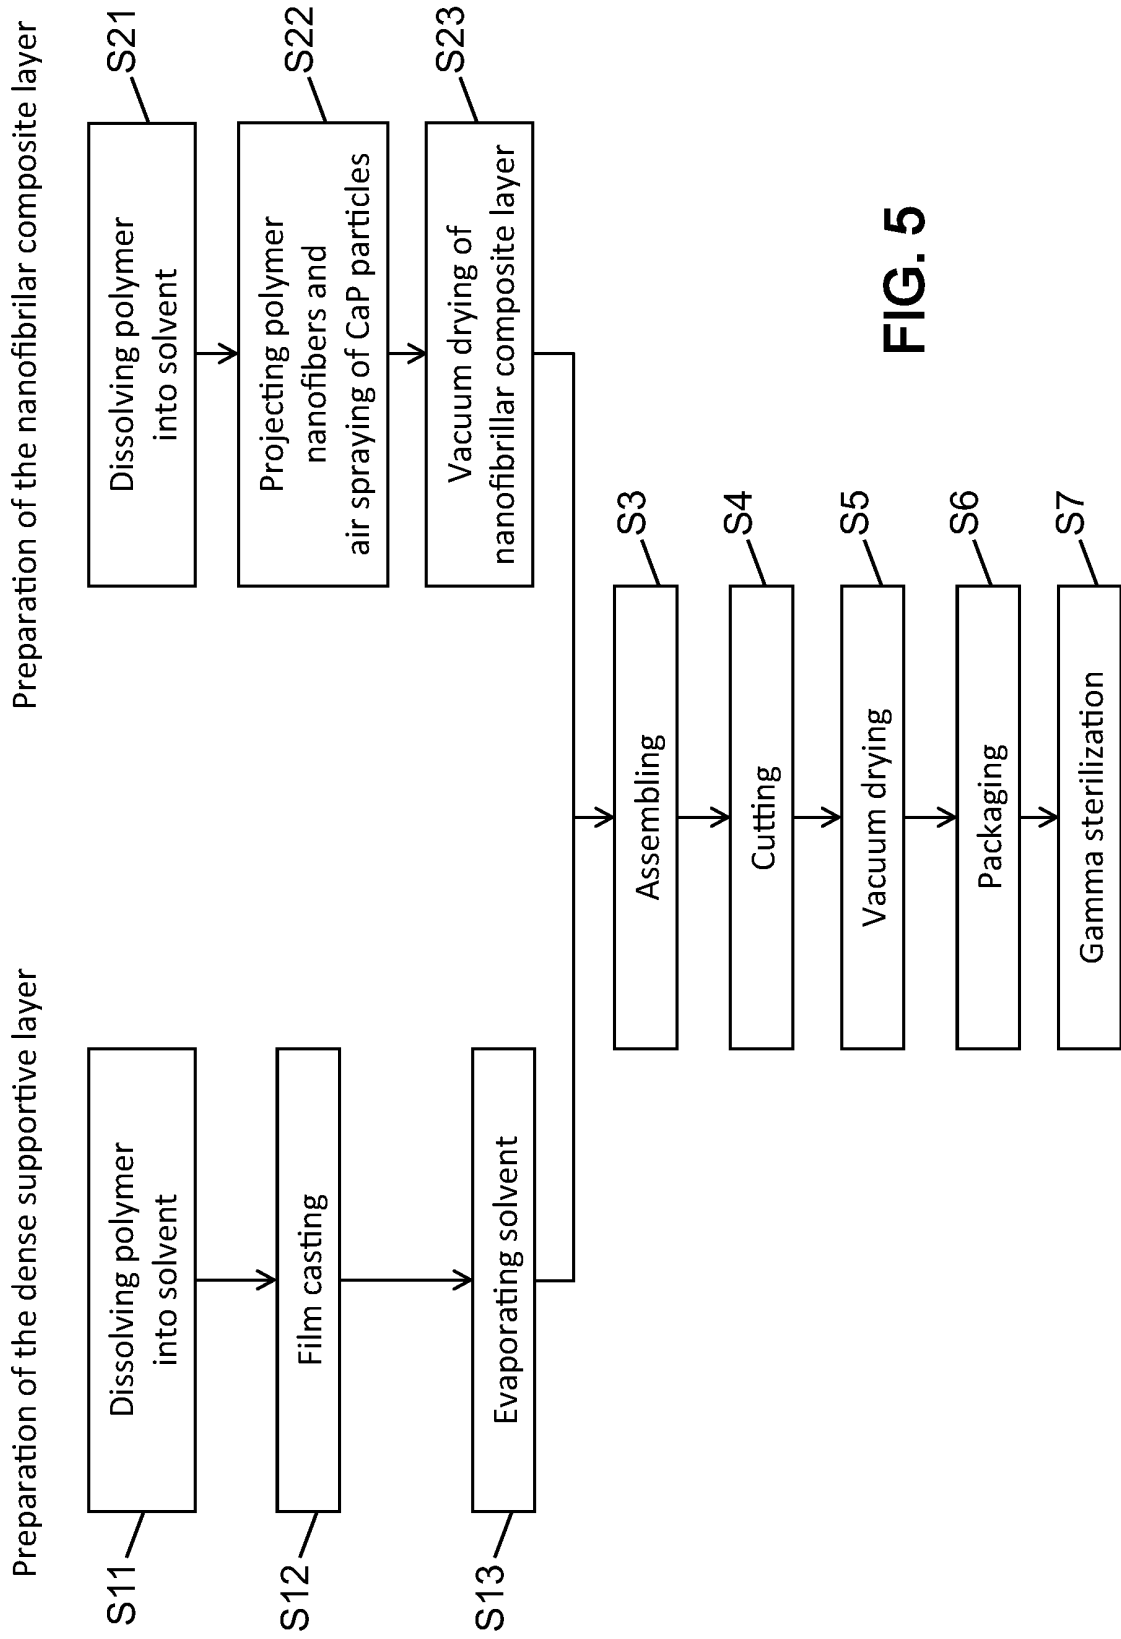 Preparation of the dense supportive layer
S11
Dissolving polymer
into solvent
S12
Film casting
S13
Evaporating solvent
Preparation of the nanofibrilar composite layer
S21
Dissolving polymer
into solvent
S22
Projecting polymer
nanofibers and
air spraying of CaP particles
S23
Vacuum drying of
nanofibrillar composite layer
S3
Assembling
S4
Cutting
S5
Vacuum drying
S6
Packaging
S7
Gamma sterilization
FIG. 5